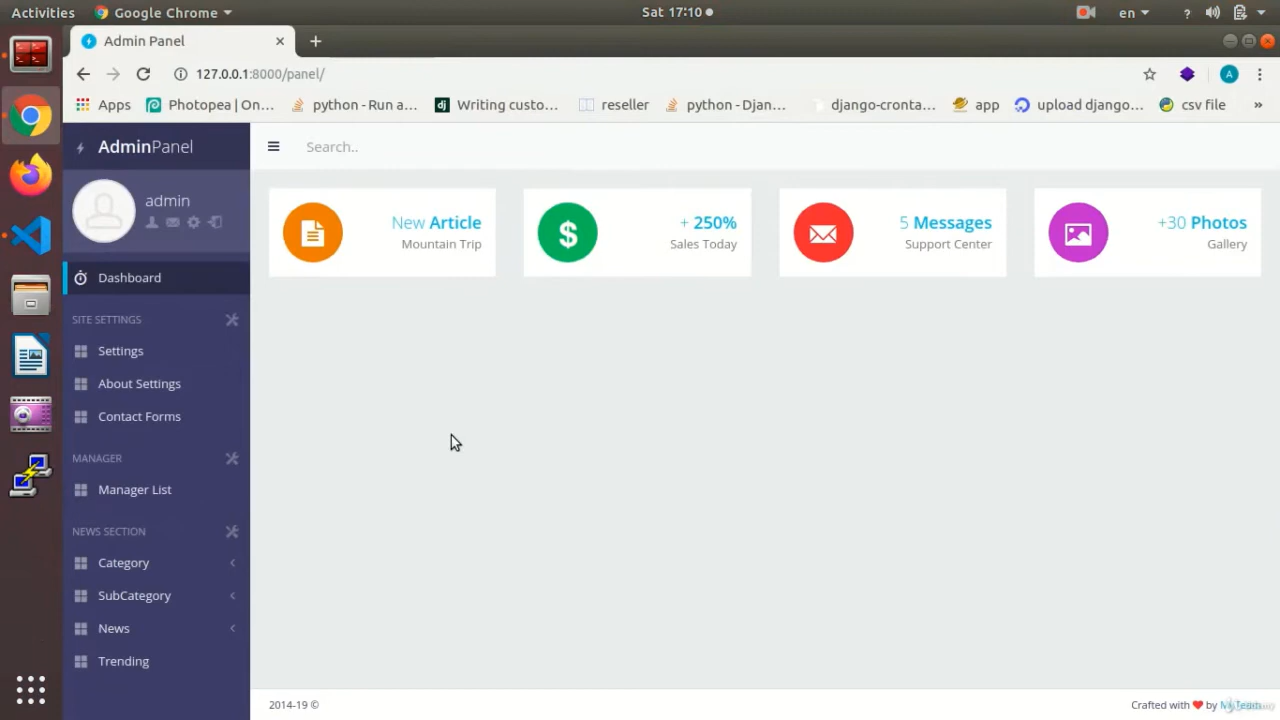 Activities Google Chrome Sat 17:10 en ?
Admin Panel
127.0.0.1:8000/panel/ A
Apps Photopea | On... python - Run a... dj Writing custo... reseller python - Djan... django-cronta... app upload django... csv file »
AdminPanel Search..
admin
New Article
Mountain Trip
+ 250%
Sales Today
5 Messages
Support Center
+30 Photos
Gallery
Dashboard
SITE SETTINGS
Settings
About Settings
Contact Forms
MANAGER
Manager List
NEWS SECTION
Category
SubCategory
News
Trending
2014-19 © Crafted with ❤ by